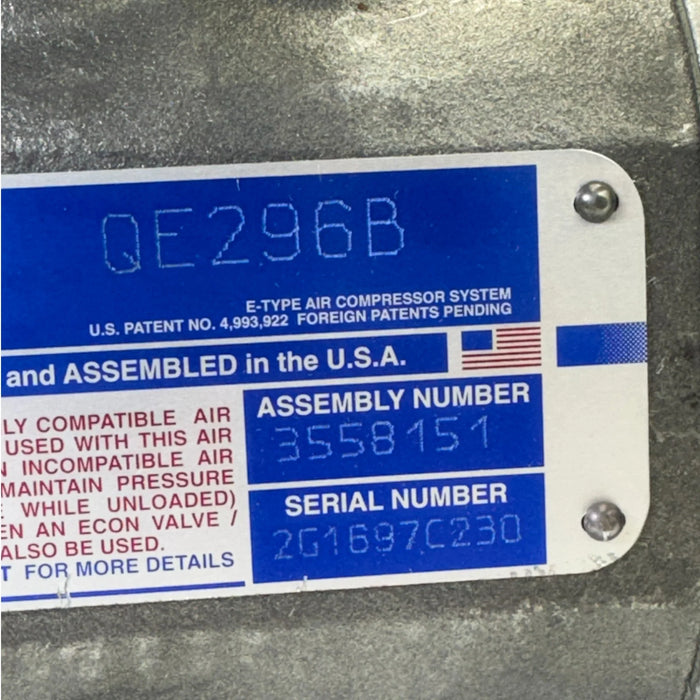 QE296B
E-TYPE AIR COMPRESSOR SYSTEM
U.S. PATENT NO. 4,993,922 FOREIGN PATENTS PENDING
and ASSEMBLED in the U.S.A.
LY COMPATIBLE AIR
USED WITH THIS AIR
N INCOMPATIBLE AIR
MAINTAIN PRESSURE
E WHILE UNLOADED)
EN AN ECON VALVE /
ALSO BE USED.
T FOR MORE DETAILS
ASSEMBLY NUMBER
3558151
SERIAL NUMBER
2G1697C230